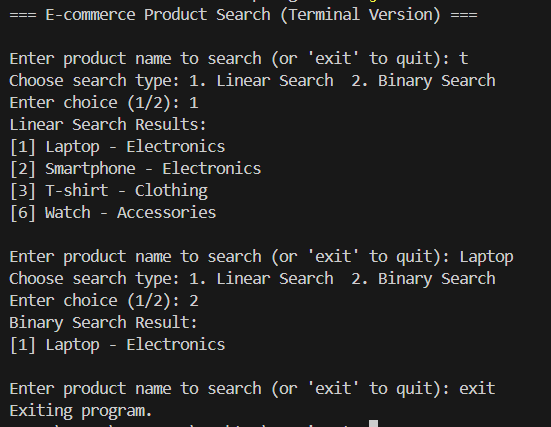 === E-commerce Product Search (Terminal Version) ===
Enter product name to search (or 'exit' to quit): t
Choose search type: 1. Linear Search  2. Binary Search
Enter choice (1/2): 1
Linear Search Results:
[1] Laptop - Electronics
[2] Smartphone - Electronics
[3] T-shirt - Clothing
[6] Watch - Accessories
Enter product name to search (or 'exit' to quit): Laptop
Choose search type: 1. Linear Search  2. Binary Search
Enter choice (1/2): 2
Binary Search Result:
[1] Laptop - Electronics
Enter product name to search (or 'exit' to quit): exit
Exiting program.